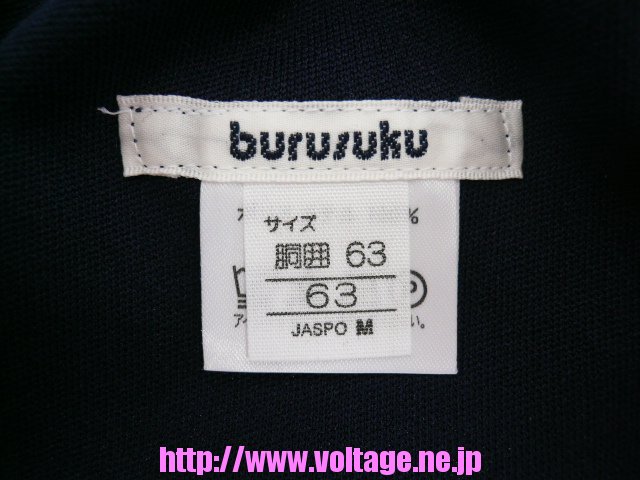 burusuku
サイズ
胴囲 63
63
JASPO M
http://www.voltage.ne.jp